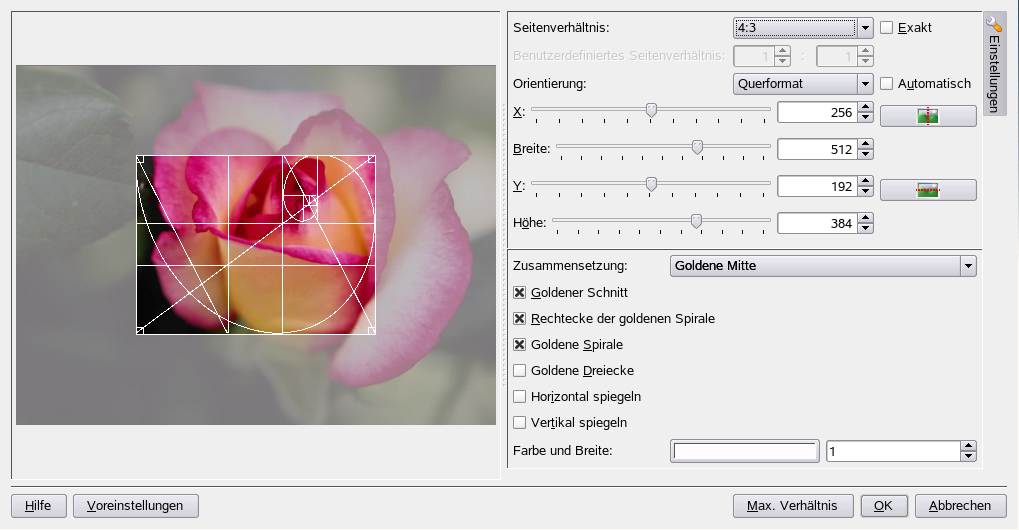 Seitenverhältnis: 4:3 Exakt
Benutzerdefiniertes Seitenverhältnis: 1 : 1
Orientierung: Querformat Automatisch
X: 256
Breite: 512
Y: 192
Höhe: 384
Einstellungen
Zusammensetzung: Goldene Mitte
Goldener Schnitt
Rechtecke der goldenen Spirale
Goldene Spirale
Goldene Dreiecke
Horizontal spiegeln
Vertikal spiegeln
Farbe und Breite: 1
Hilfe Voreinstellungen Max. Verhältnis OK Abbrechen